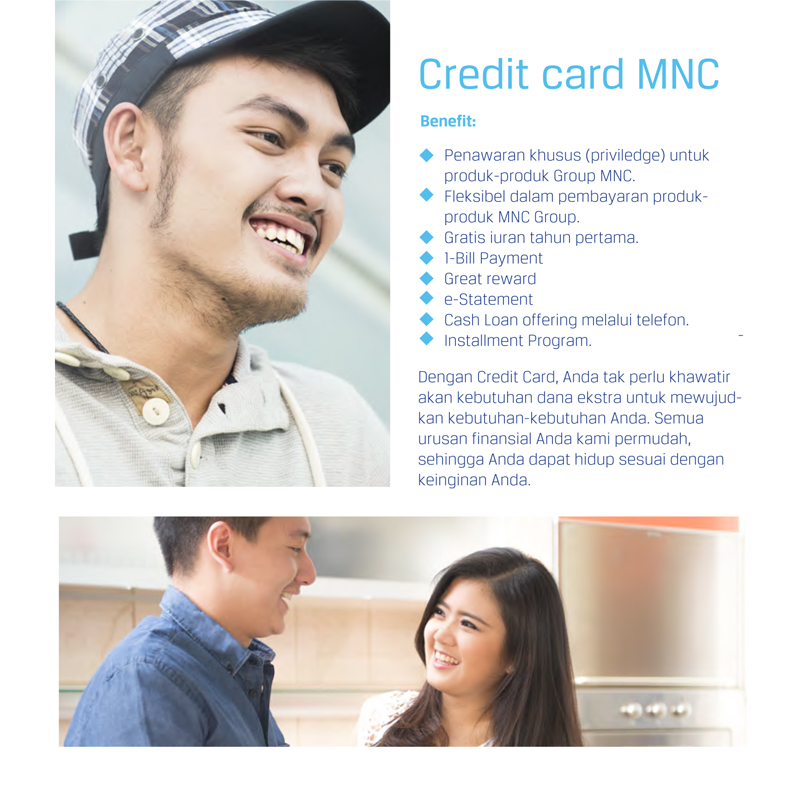 Credit card MNC
Benefit:
Penawaran khusus (priviledge) untuk
produk-produk Group MNC.
Fleksibel dalam pembayaran produk-
produk MNC Group.
Gratis iuran tahun pertama.
1-Bill Payment
Great reward
e-Statement
Cash Loan offering melalui telefon.
Installment Program.
-
Dengan Credit Card, Anda tak perlu khawatir
akan kebutuhan dana ekstra untuk mewujud-
kan kebutuhan-kebutuhan Anda. Semua
urusan finansial Anda kami permudah,
sehingga Anda dapat hidup sesuai dengan
keinginan Anda.